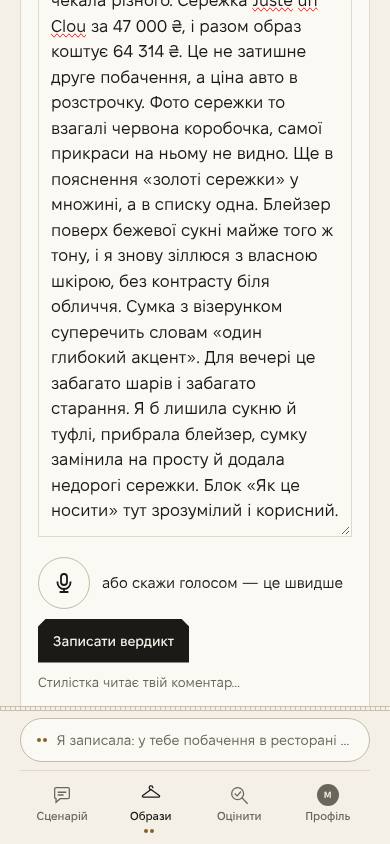 чекала різного. Сережка Juste un
Clou за 47 000 ₴, і разом образ
коштує 64 314 ₴. Це не затишне
друге побачення, а ціна авто в
розстрочку. Фото сережки то
взагалі червона коробочка, самої
прикраси на ньому не видно. Ще в
пояснення «золоті сережки» у
множині, а в списку одна. Блейзер
поверх бежевої сукні майже того ж
тону, і я знову зіллюся з власною
шкірою, без контрасту біля
обличчя. Сумка з візерунком
суперечить словам «один
глибокий акцент». Для вечері це
забагато шарів і забагато
старання. Я б лишила сукню й
туфлі, прибрала блейзер, сумку
замінила на просту й додала
недорогі сережки. Блок «Як це
носити» тут зрозумілий і корисний.
або скажи голосом — це швидше
Записати вердикт
Стилістка читає твій коментар...
Я записала: у тебе побачення в ресторані ...
Сценарій
Образи
Оцінити
М
Профіль